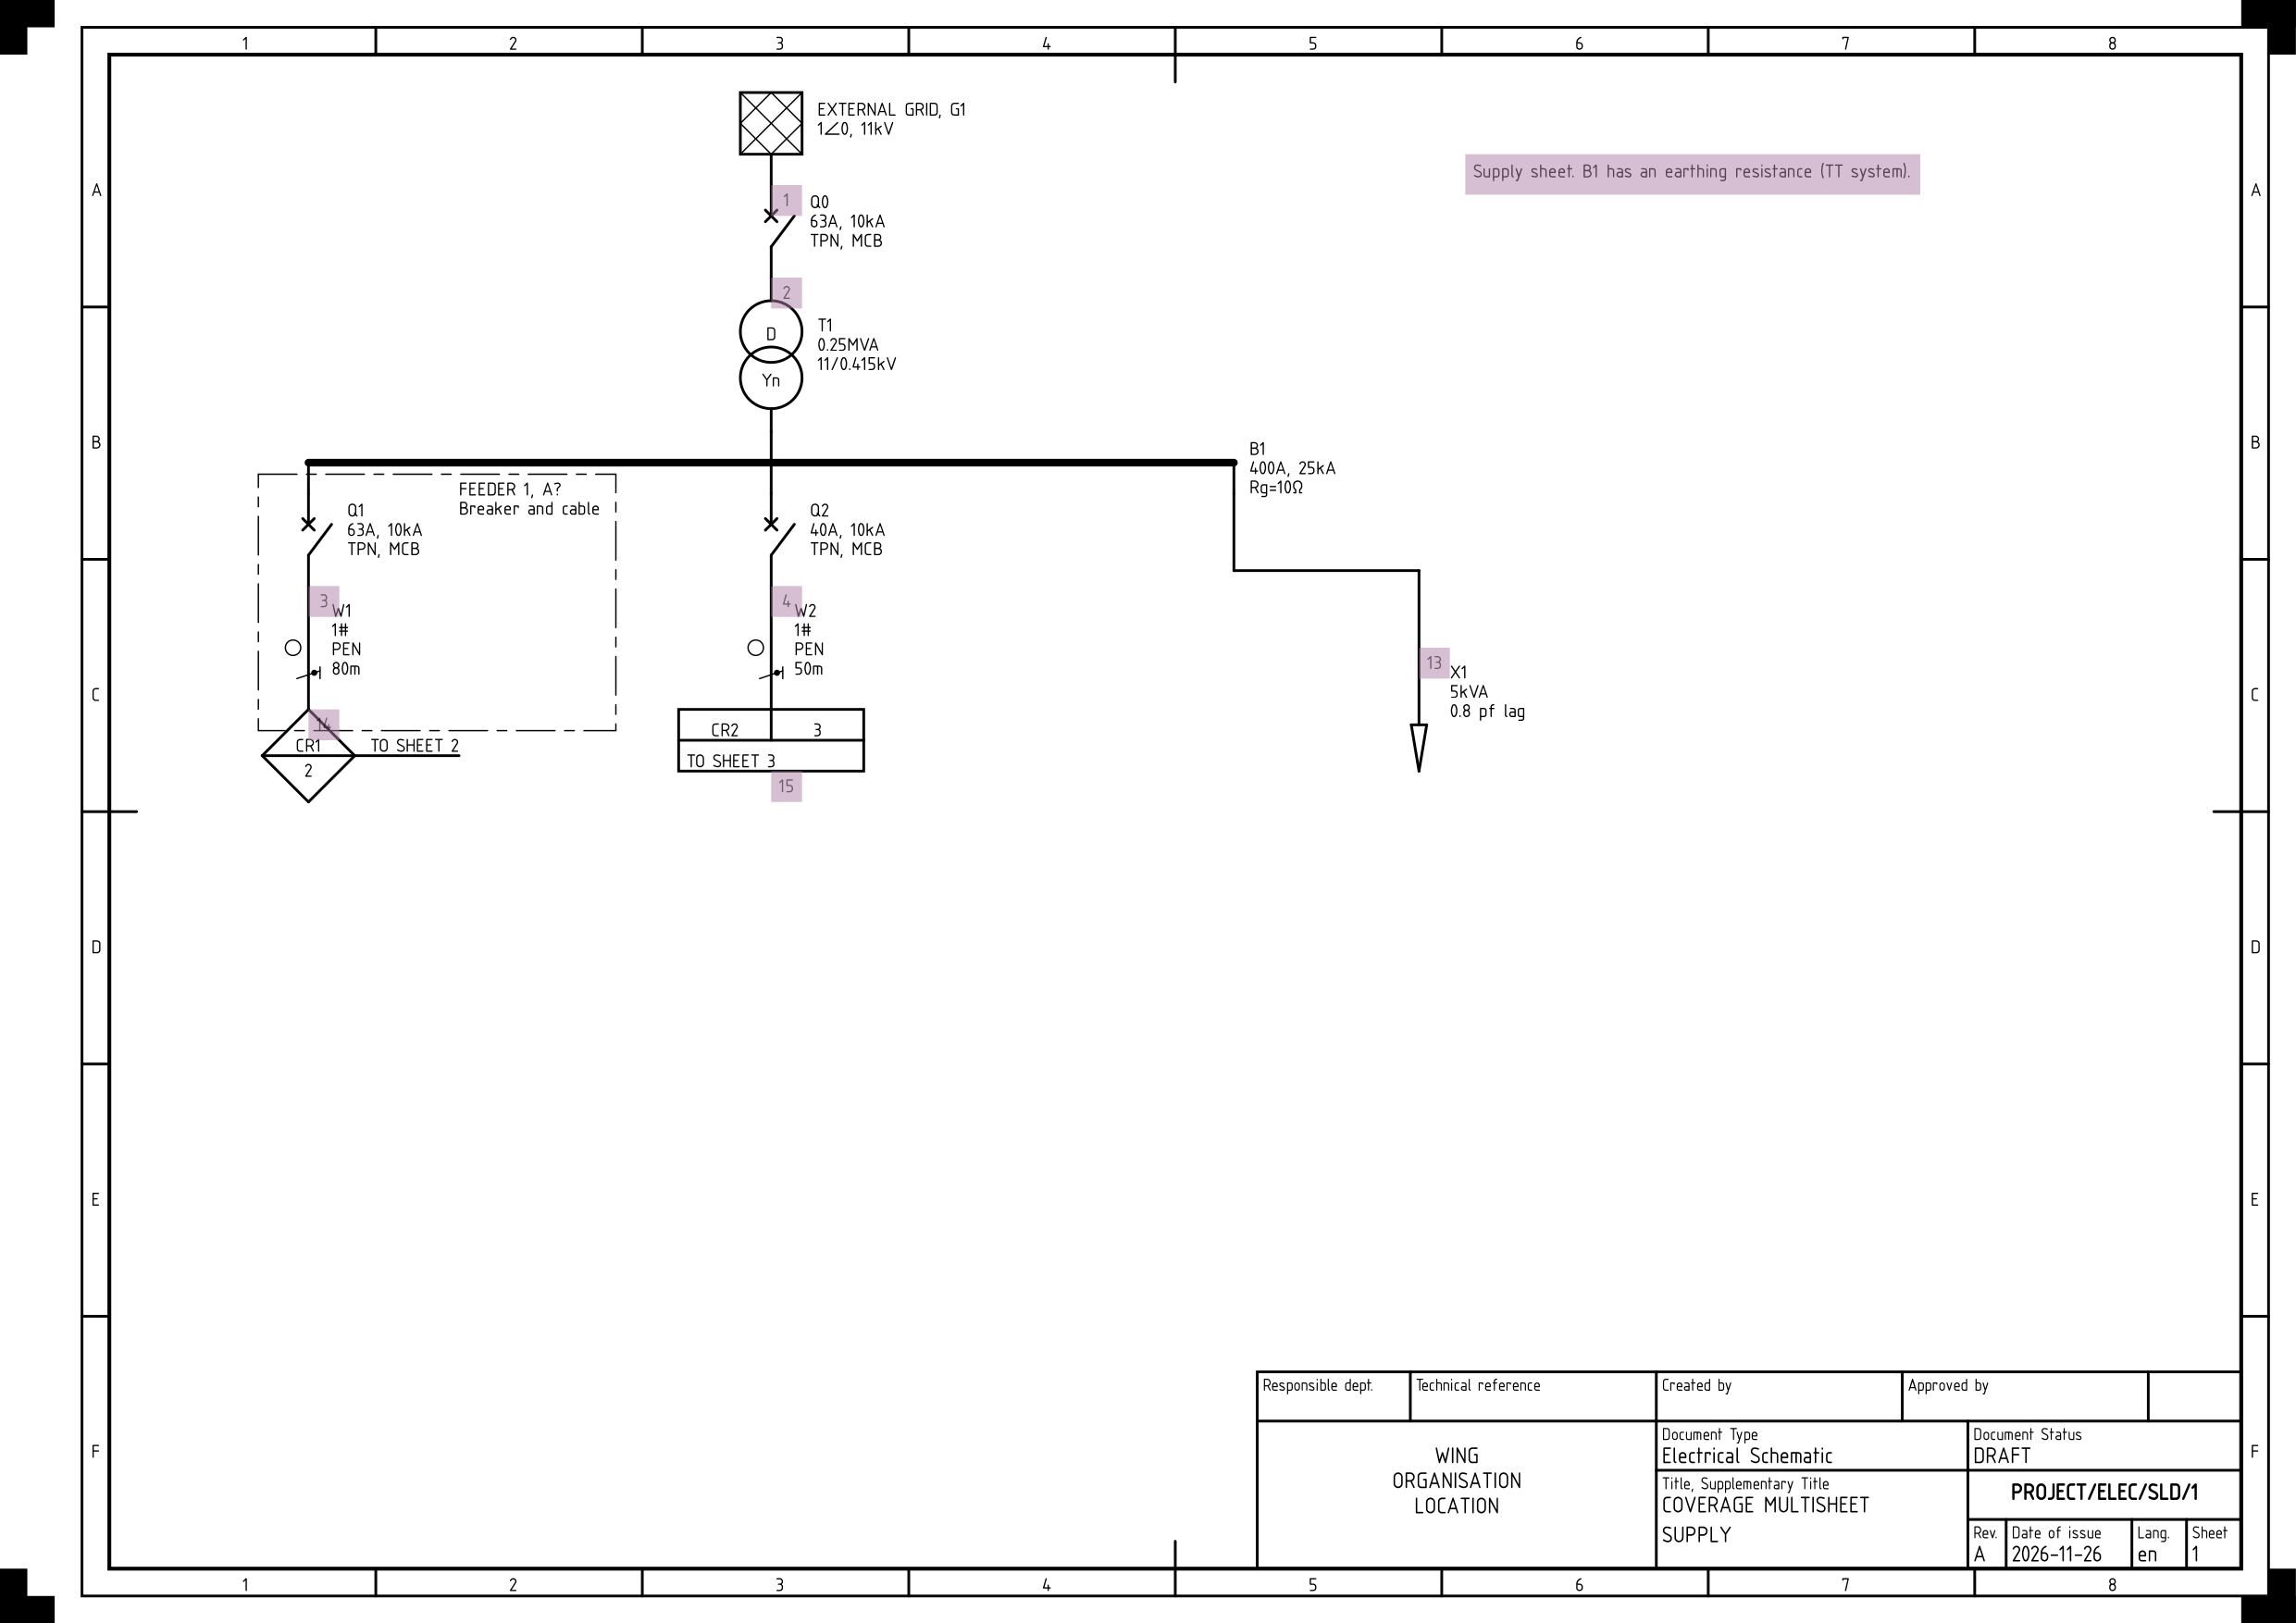 1 2 3 4 5 6 7 8
A A
B B
C C
D D
E E
F F
1 2 3 4 5 6 7 8
EXTERNAL GRID, G1
1∠0, 11kV
Supply sheet. B1 has an earthing resistance (TT system).
1
Q0
63A, 10kA
TPN, MCB
2
D
Yn
T1
0.25MVA
11/0.415kV
B1
400A, 25kA
Rg=10Ω
FEEDER 1, A?
Breaker and cable
Q1
63A, 10kA
TPN, MCB
Q2
40A, 10kA
TPN, MCB
3
W1
1#
PEN
80m
4
W2
1#
PEN
50m
13
X1
5kVA
0.8 pf lag
14
CR1
2
TO SHEET 2
CR2 3
TO SHEET 3
15
Responsible dept. Technical reference Created by Approved by
WING
ORGANISATION
LOCATION
Document Type
Electrical Schematic
Document Status
DRAFT
Title, Supplementary Title
COVERAGE MULTISHEET
SUPPLY
PROJECT/ELEC/SLD/1
Rev. Date of issue Lang. Sheet
A 2026-11-26 en 1